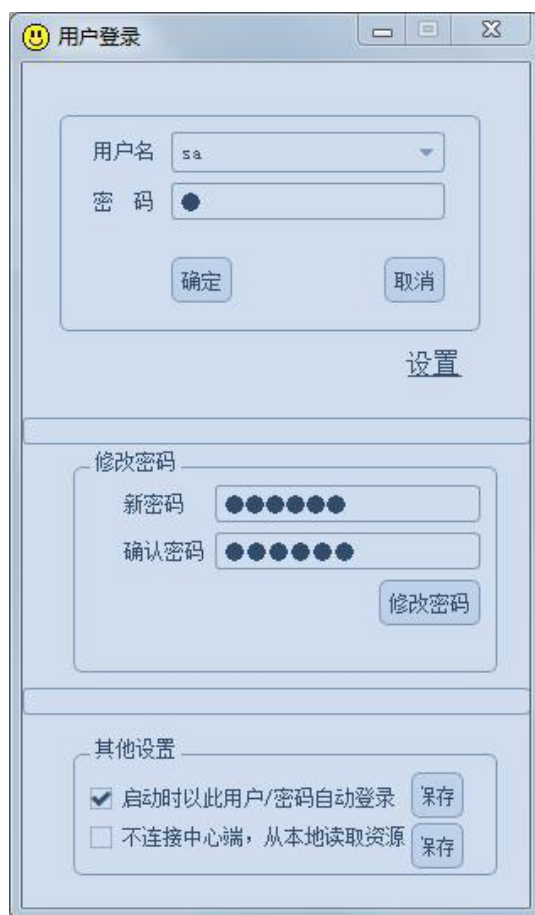 用户登录
用户名 sa
密 码 ●
确定 取消
设置
修改密码
新密码 ●●●●●●
确认密码 ●●●●●●
修改密码
其他设置
启动时以此用户/密码自动登录 保存
不连接中心端，从本地读取资源 保存